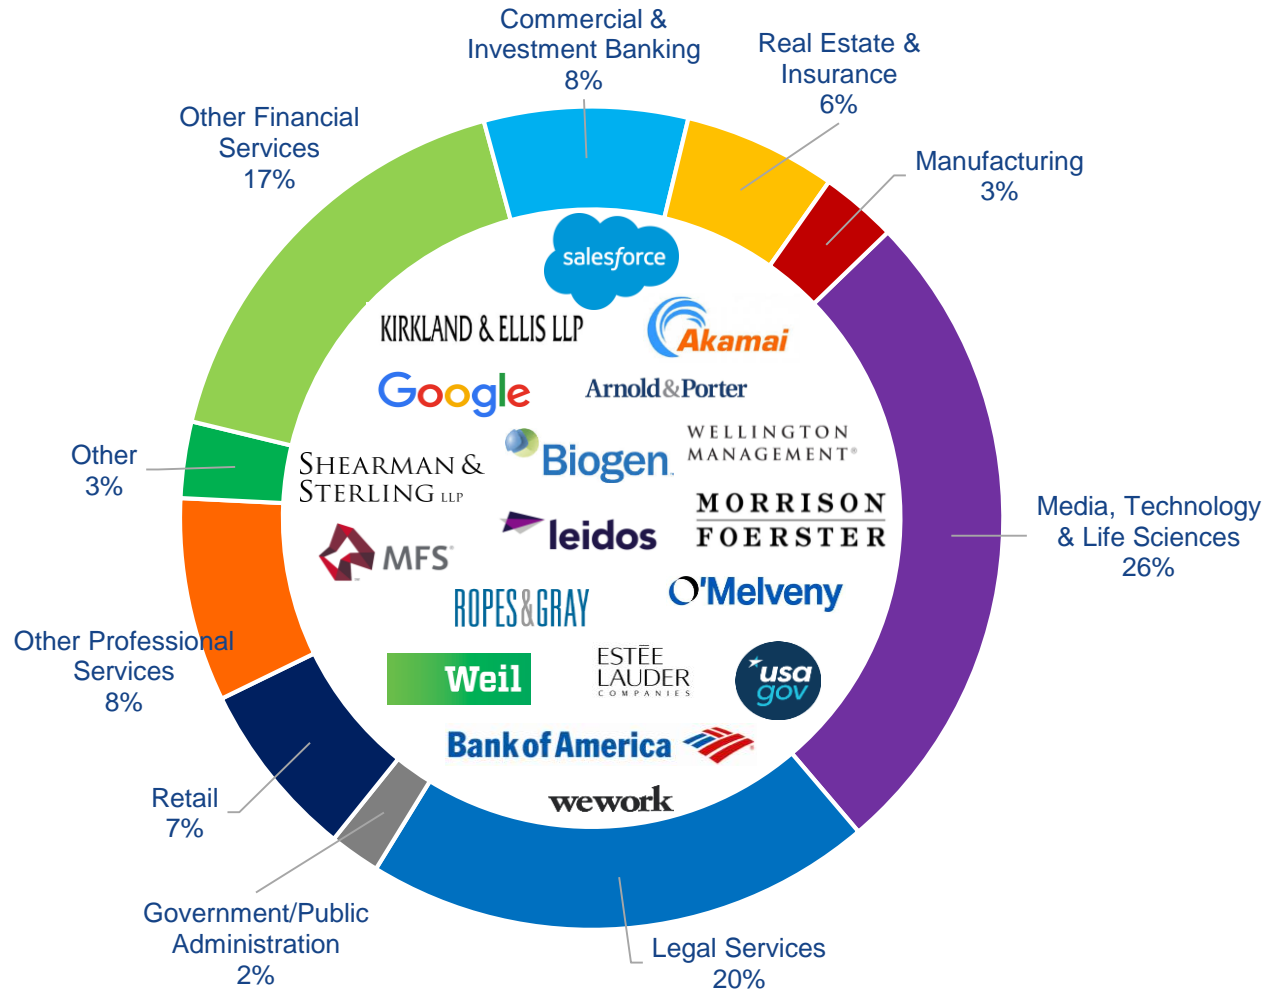 Commercial &
Investment Banking
8%
Real Estate &
Insurance
6%
Manufacturing
3%
Media, Technology
& Life Sciences
26%
Legal Services
20%
Government/Public
Administration
2%
Retail
7%
Other Professional
Services
8%
Other
3%
Other Financial
Services
17%
salesforce
KIRKLAND & ELLIS LLP
Akamai
Google
Arnold&Porter
SHEARMAN &
STERLING LLP
Biogen
WELLINGTON
MANAGEMENT®
MFS®
leidos
MORRISON
FOERSTER
ROPES&GRAY
O'Melveny
Weil
ESTĒE
LAUDER
COMPANIES
usa
gov
Bank of America
wework